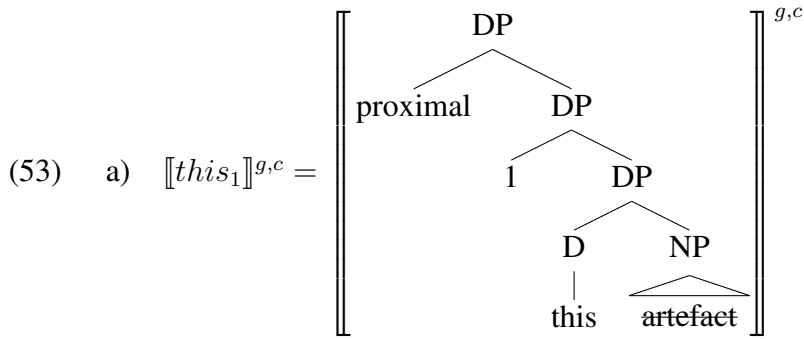 g,c
DP
proximal DP
(53) a) ⟦this₁⟧^{g,c} = 1 DP
D NP
this ~~artefact~~